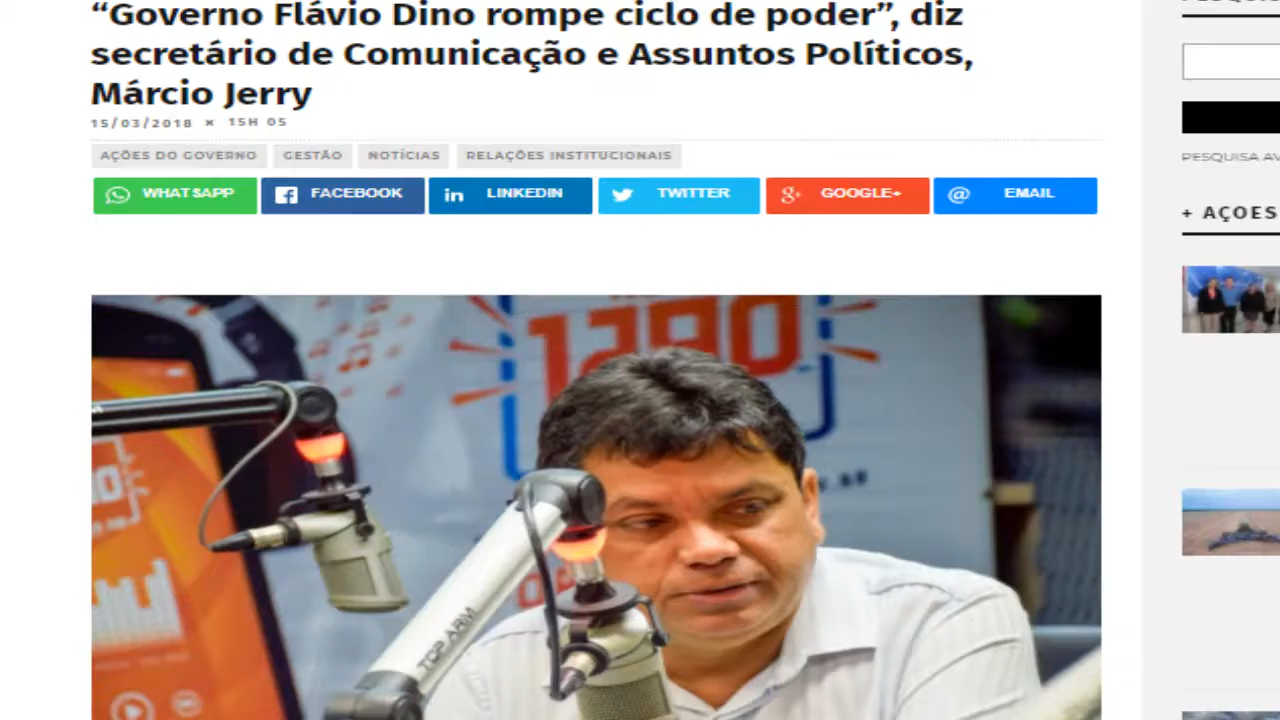 “Governo Flávio Dino rompe ciclo de poder”, diz
secretário de Comunicação e Assuntos Políticos,
Márcio Jerry
15/03/2018 × 15H 05
AÇÕES DO GOVERNO GESTÃO NOTÍCIAS RELAÇÕES INSTITUCIONAIS
WHATSAPP FACEBOOK in LINKEDIN TWITTER g+ GOOGLE+ @ EMAIL
PESQUISA AV
+ AÇOES
1290
TOP ARM